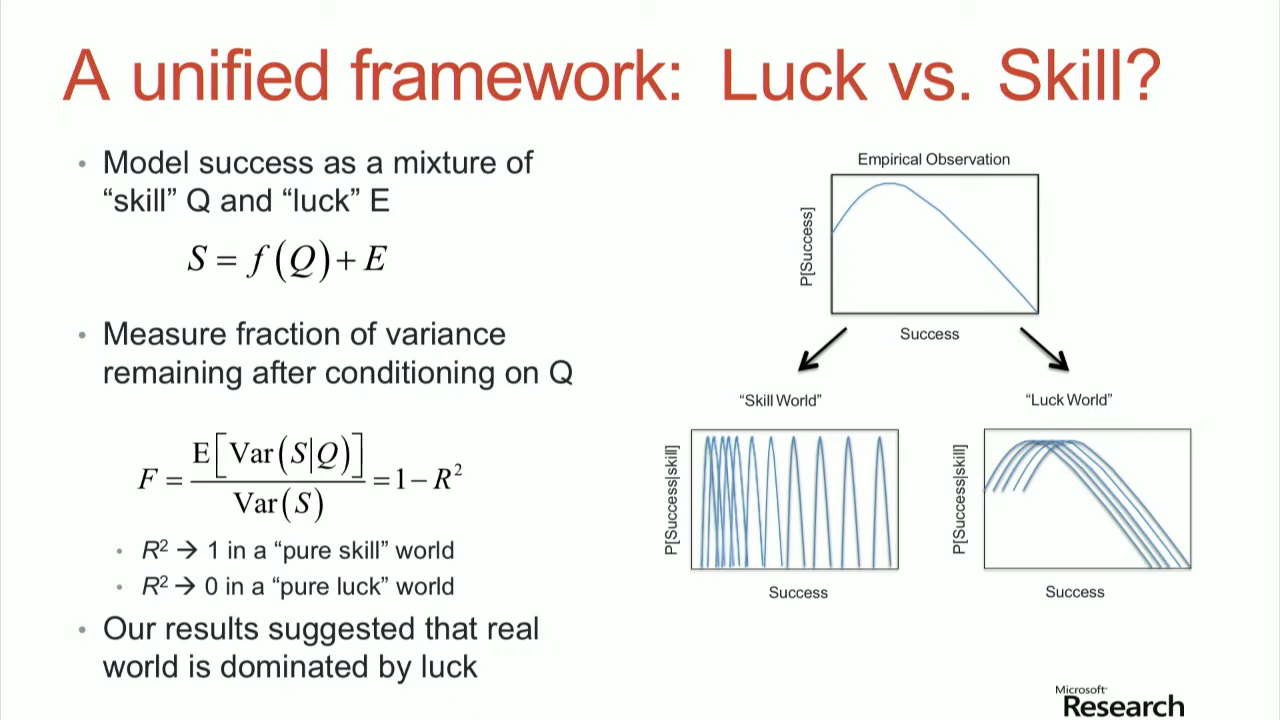 A unified framework: Luck vs. Skill?
• Model success as a mixture of
“skill” Q and “luck” E
S = f(Q) + E
• Measure fraction of variance
remaining after conditioning on Q
F = E[Var(S|Q)] / Var(S) = 1 − R²
• R² → 1 in a “pure skill” world
• R² → 0 in a “pure luck” world
• Our results suggested that real
world is dominated by luck
Empirical Observation
P[Success]
Success
“Skill World”
P[Success|skill]
Success
“Luck World”
P[Success|skill]
Success
Microsoft
Research